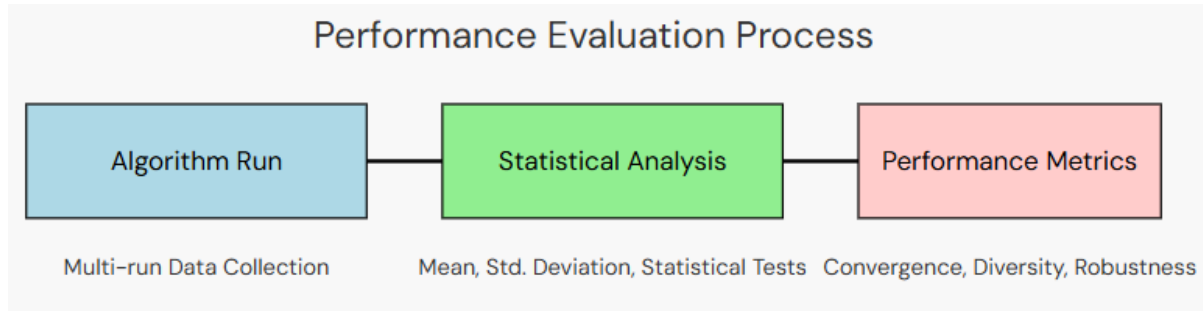 Performance Evaluation Process
Algorithm Run
Statistical Analysis
Performance Metrics
Multi-run Data Collection
Mean, Std. Deviation, Statistical Tests
Convergence, Diversity, Robustness